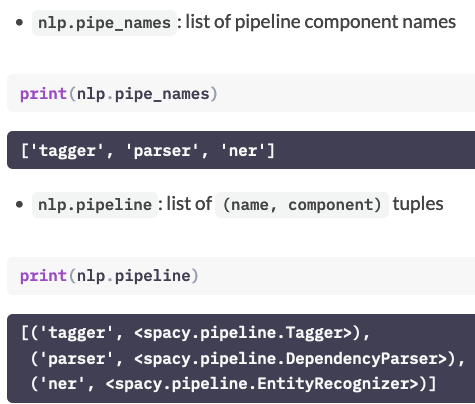 • nlp.pipe_names: list of pipeline component names
print(nlp.pipe_names)
['tagger', 'parser', 'ner']
• nlp.pipeline: list of (name, component) tuples
print(nlp.pipeline)
[('tagger', <spacy.pipeline.Tagger>),
 ('parser', <spacy.pipeline.DependencyParser>),
 ('ner', <spacy.pipeline.EntityRecognizer>)]